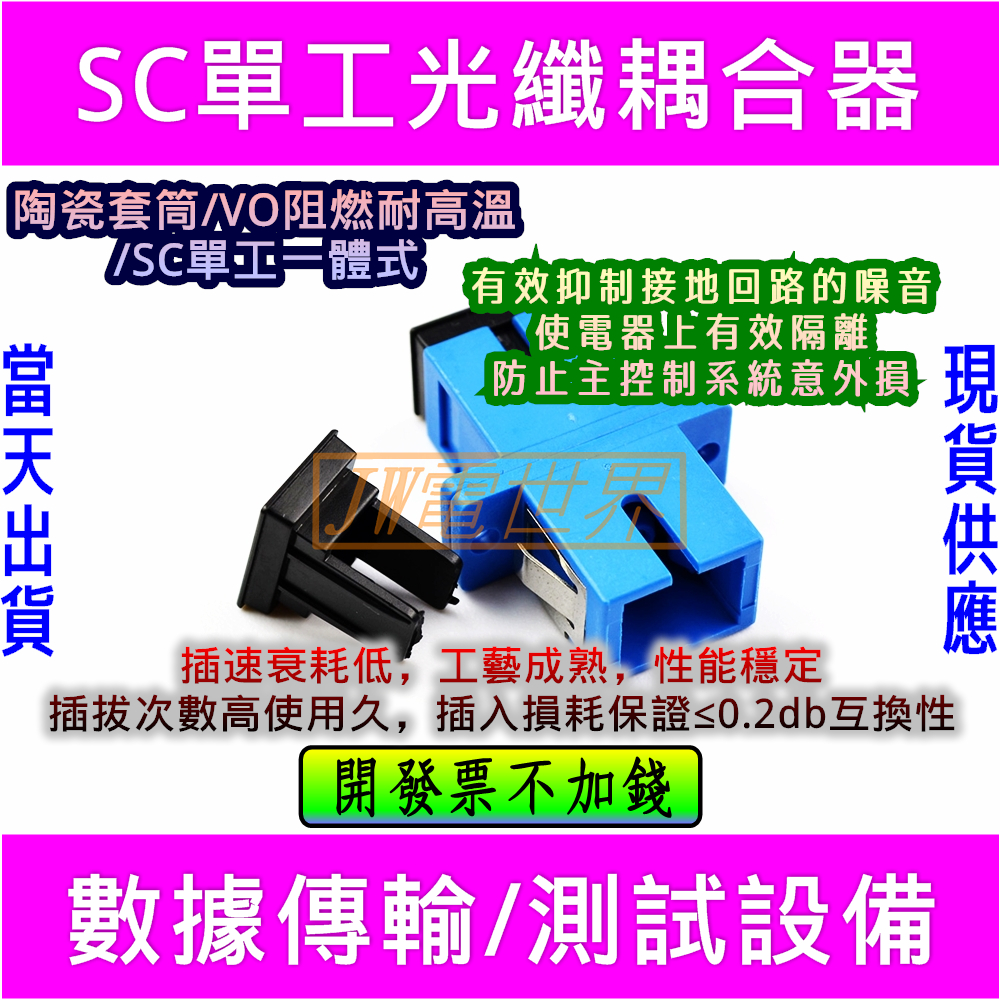 SC單工光纖耦合器
陶瓷套筒/VO阻燃耐高溫
/SC單工一體式
有效抑制接地回路的噪音
使電器上有效隔離
防止主控制系統意外損
當天出貨
現貨供應
JW電世界
插速衰耗低，工藝成熟，性能穩定
插拔次數高使用久，插入損耗保證≤0.2db互換性
開發票不加錢
數據傳輸/測試設備